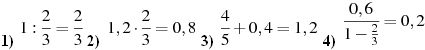 1) 1 : 2/3 = 2/3 2) 1,2 · 2/3 = 0,8 3) 4/5 + 0,4 = 1,2 4) 0,6/(1 − 2/3) = 0,2